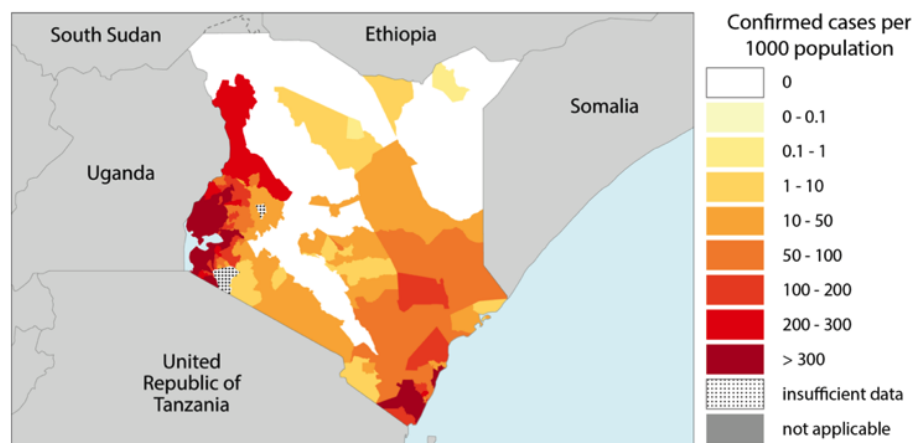 South Sudan
Ethiopia
Somalia
Uganda
United
Republic of
Tanzania
Confirmed cases per
1000 population
0
0 - 0.1
0.1 - 1
1 - 10
10 - 50
50 - 100
100 - 200
200 - 300
> 300
insufficient data
not applicable